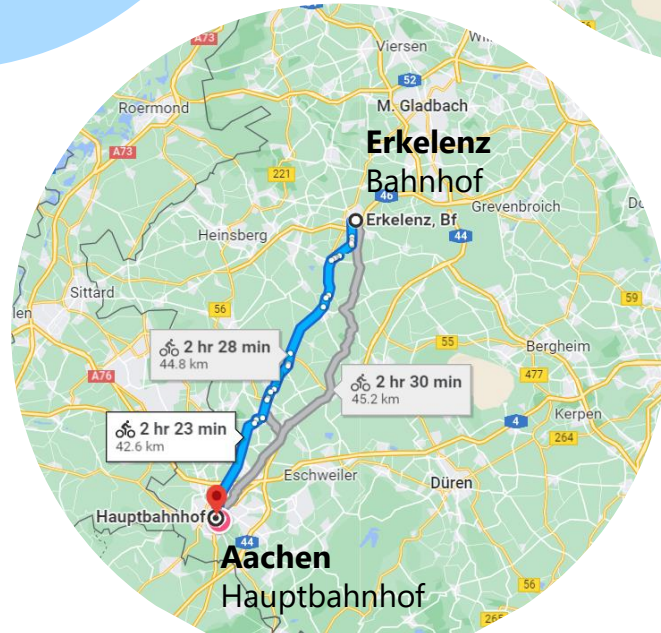 A73
Viersen
52
Roermond
M. Gladbach
A73
Erkelenz
Bahnhof
221
46
Grevenbroich
Erkelenz, Bf
Heinsberg
44
Sittard
59
56
2 hr 28 min
44.8 km
55
Bergheim
A76
2 hr 30 min
45.2 km
477
Kerpen
4
2 hr 23 min
42.6 km
264
Eschweiler
Düren
Hauptbahnhof
44
Aachen
Hauptbahnhof
56
265